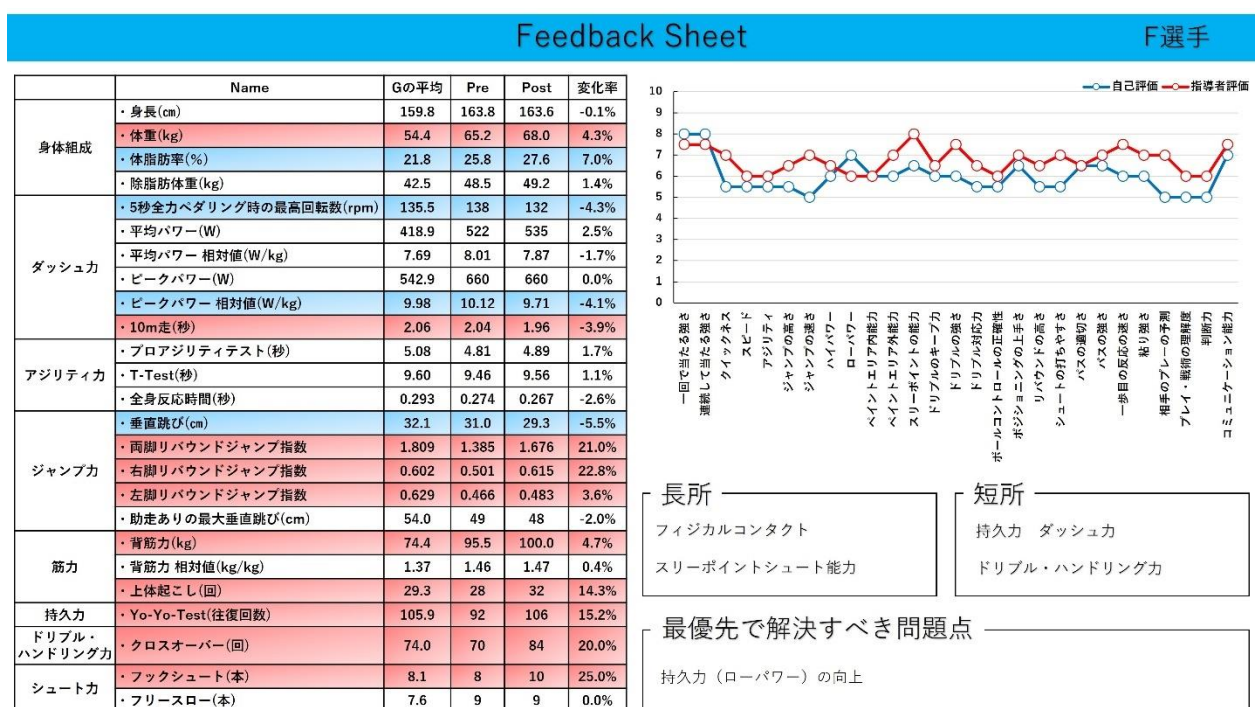 Feedback Sheet F選手
Name Gの平均 Pre Post 変化率
身体組成
・身長(㎝) 159.8 163.8 163.6 -0.1%
・体重(kg) 54.4 65.2 68.0 4.3%
・体脂肪率(%) 21.8 25.8 27.6 7.0%
・除脂肪体重(kg) 42.5 48.5 49.2 1.4%
ダッシュ力
・5秒全力ペダリング時の最高回転数(rpm) 135.5 138 132 -4.3%
・平均パワー(W) 418.9 522 535 2.5%
・平均パワー 相対値(W/kg) 7.69 8.01 7.87 -1.7%
・ピークパワー(W) 542.9 660 660 0.0%
・ピークパワー 相対値(W/kg) 9.98 10.12 9.71 -4.1%
・10m走(秒) 2.06 2.04 1.96 -3.9%
アジリティ力
・プロアジリティテスト(秒) 5.08 4.81 4.89 1.7%
・T-Test(秒) 9.60 9.46 9.56 1.1%
・全身反応時間(秒) 0.293 0.274 0.267 -2.6%
ジャンプ力
・垂直跳び(㎝) 32.1 31.0 29.3 -5.5%
・両脚リバウンドジャンプ指数 1.809 1.385 1.676 21.0%
・右脚リバウンドジャンプ指数 0.602 0.501 0.615 22.8%
・左脚リバウンドジャンプ指数 0.629 0.466 0.483 3.6%
・助走ありの最大垂直跳び(cm) 54.0 49 48 -2.0%
筋力
・背筋力(kg) 74.4 95.5 100.0 4.7%
・背筋力 相対値(kg/kg) 1.37 1.46 1.47 0.4%
・上体起こし(回) 29.3 28 32 14.3%
持久力
・Yo-Yo-Test(往復回数) 105.9 92 106 15.2%
ドリブル・
ハンドリング力
・クロスオーバー(回) 74.0 70 84 20.0%
シュート力
・フックシュート(本) 8.1 8 10 25.0%
・フリースロー(本) 7.6 9 9 0.0%
自己評価 指導者評価
10
9
8
7
6
5
4
3
2
1
0
一回で当たる強さ
連続して当たる強さ
クイックネス
スピード
アジリティ
ジャンプの高さ
ジャンプの速さ
ハイパワー
ローパワー
ペイントエリア内能力
ペイントエリア外能力
スリーポイントの能力
ドリブルのキープ力
ドリブルの強さ
ドリブル対応力
ボールコントロールの正確性
ポジショニングの上手さ
リバウンドの高さ
シュートの打ちやすさ
パスの適切さ
パスの強さ
一歩目の反応の速さ
粘り強さ
相手のプレーの予測
プレイ・戦術の理解度
判断力
コミュニケーション能力
長所
フィジカルコンタクト
スリーポイントシュート能力
短所
持久力 ダッシュ力
ドリブル・ハンドリング力
最優先で解決すべき問題点
持久力（ローパワー）の向上